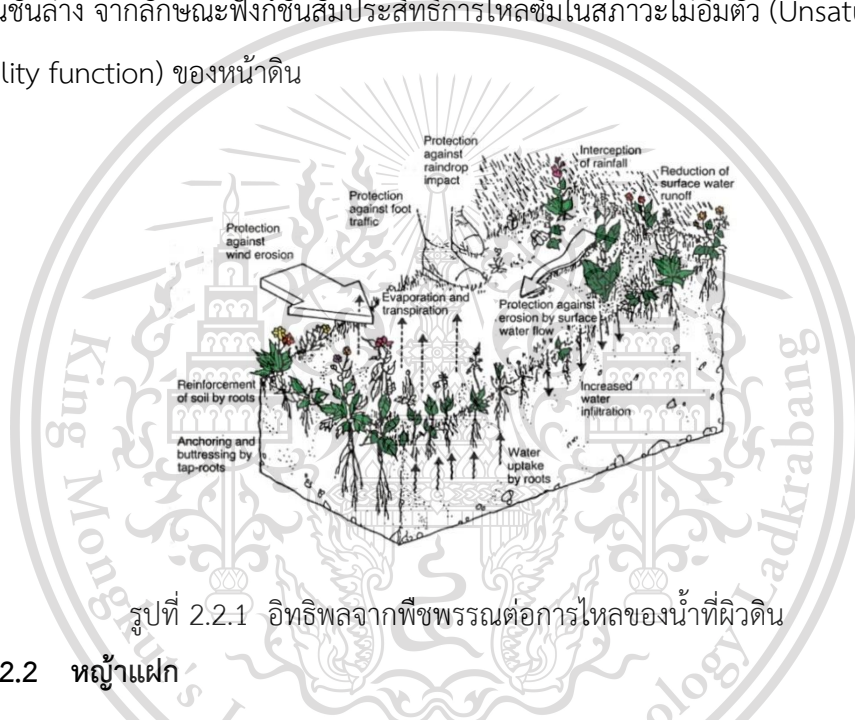 นชั้นล่าง จากลักษณะฟังก์ชันสัมประสิทธิ์การไหลซึมในสภาวะไม่อิ่มตัว (Unsatu
lity function) ของหน้าดิน
Protection
against
raindrop
impact
Interception
of rainfall
Reduction of
surface water
runoff
Protection
against foot
traffic
Protection
against
wind erosion
Evaporation and
transpiration
Protection against
erosion by surface
water flow
Reinforcement
of soil by roots
Increased
water
infiltration
Anchoring and
buttressing by
tap-roots
Water
uptake
by roots
King Mongkut's
Ladkrabang
รูปที่ 2.2.1 อิทธิพลจากพืชพรรณต่อการไหลของน้ำที่ผิวดิน
2.2 หญ้าแฝก